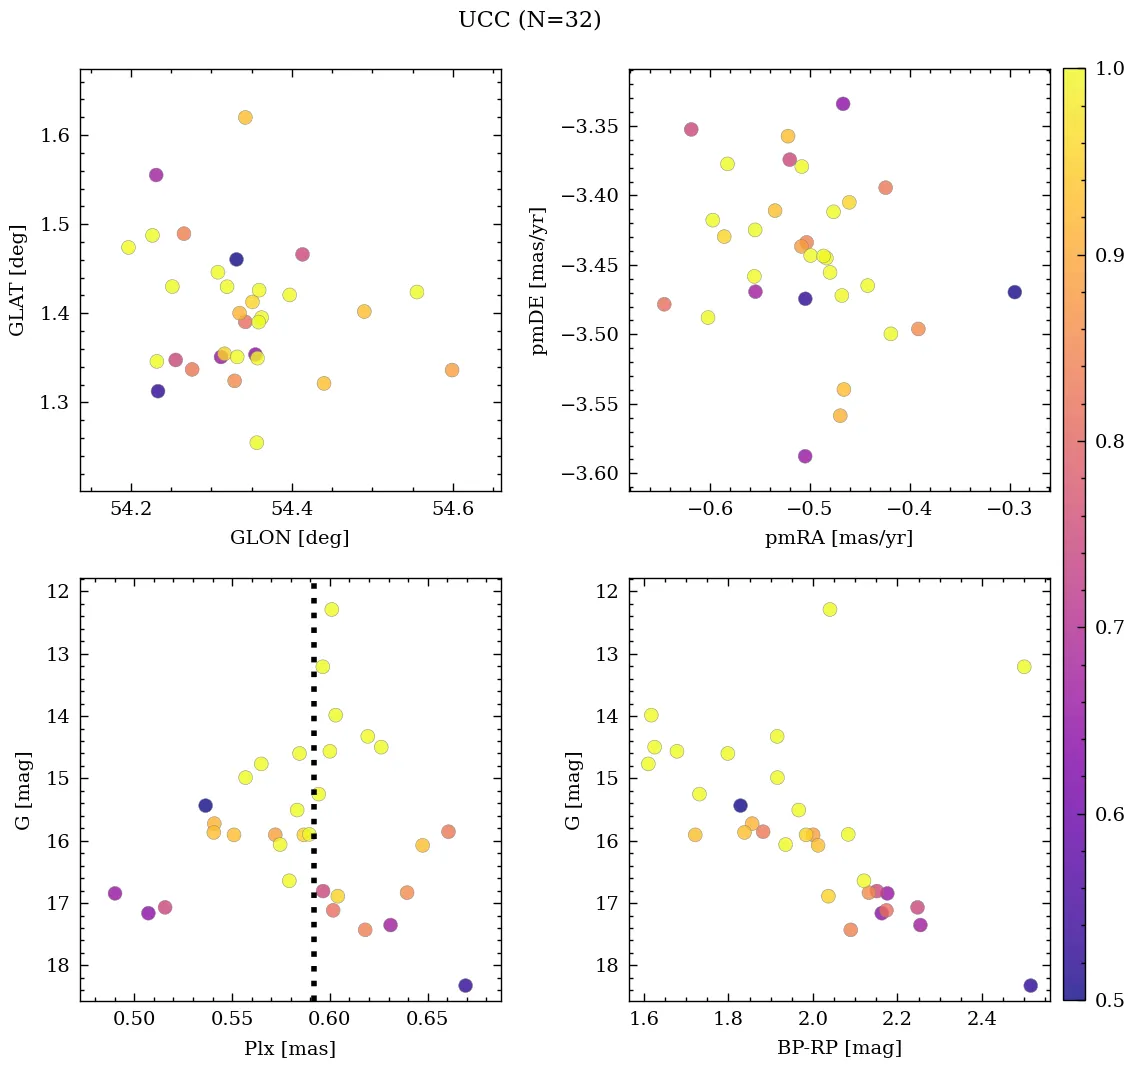 UCC (N=32)
1.6
1.5
1.4
1.3
GLAT [deg]
54.2 54.4 54.6
GLON [deg]
−3.35
−3.40
−3.45
−3.50
−3.55
−3.60
pmDE [mas/yr]
−0.6 −0.5 −0.4 −0.3
pmRA [mas/yr]
12
13
14
15
16
17
18
G [mag]
0.50 0.55 0.60 0.65
Plx [mas]
12
13
14
15
16
17
18
G [mag]
1.6 1.8 2.0 2.2 2.4
BP-RP [mag]
1.0
0.9
0.8
0.7
0.6
0.5